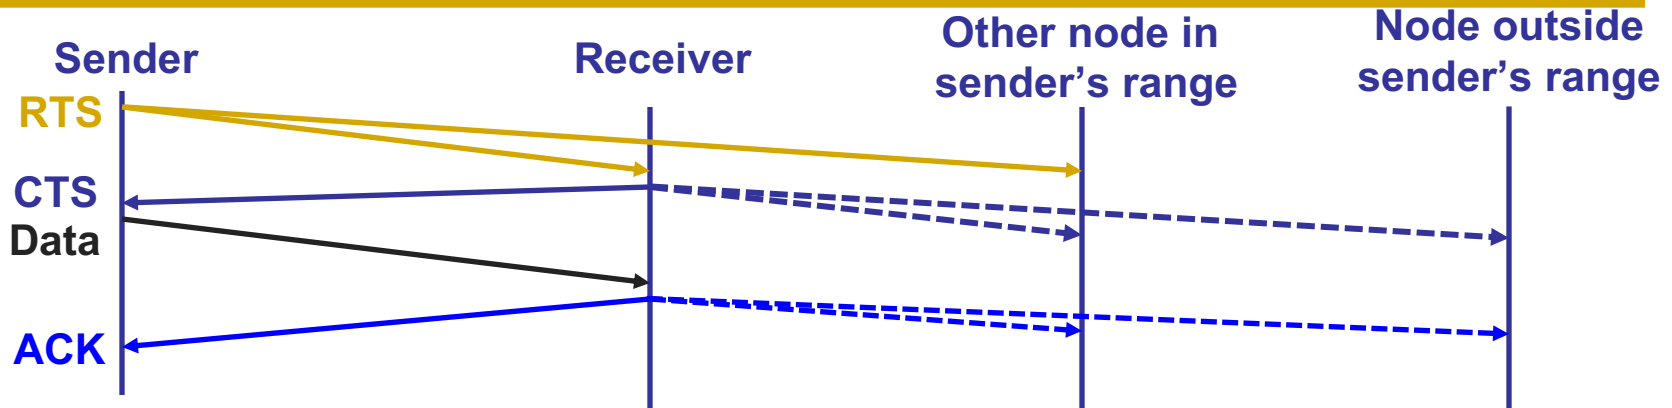 Sender
Receiver
Other node in
sender’s range
Node outside
sender’s range
RTS
CTS
Data
ACK